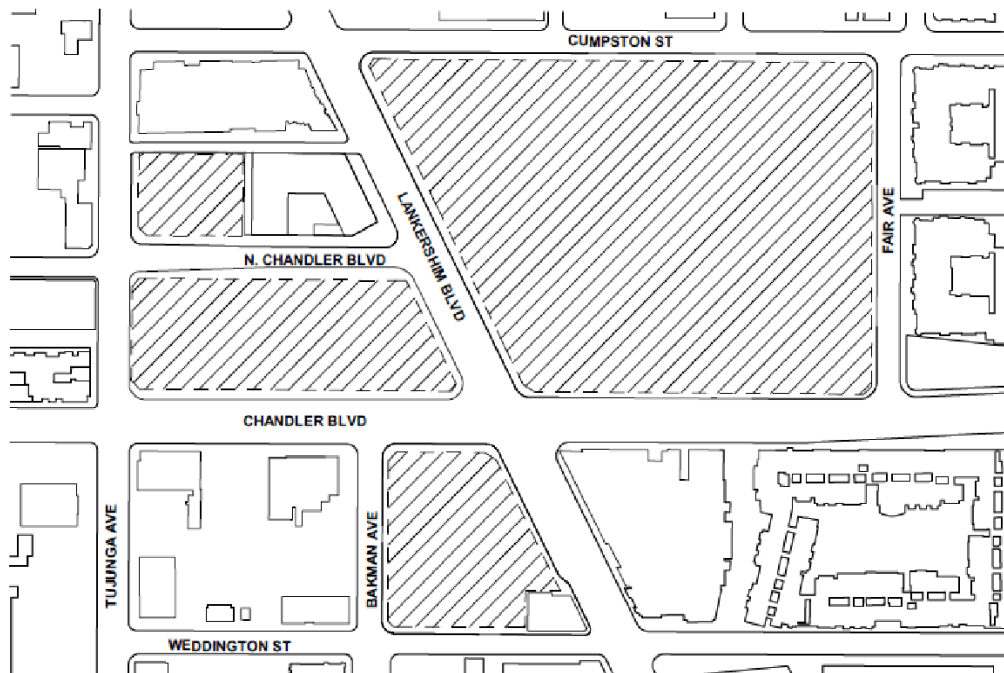 CUMPSTON ST
LANKERSHIM BLVD
FAIR AVE
N. CHANDLER BLVD
CHANDLER BLVD
TUJUNGA AVE
BAKMAN AVE
WEDDINGTON ST